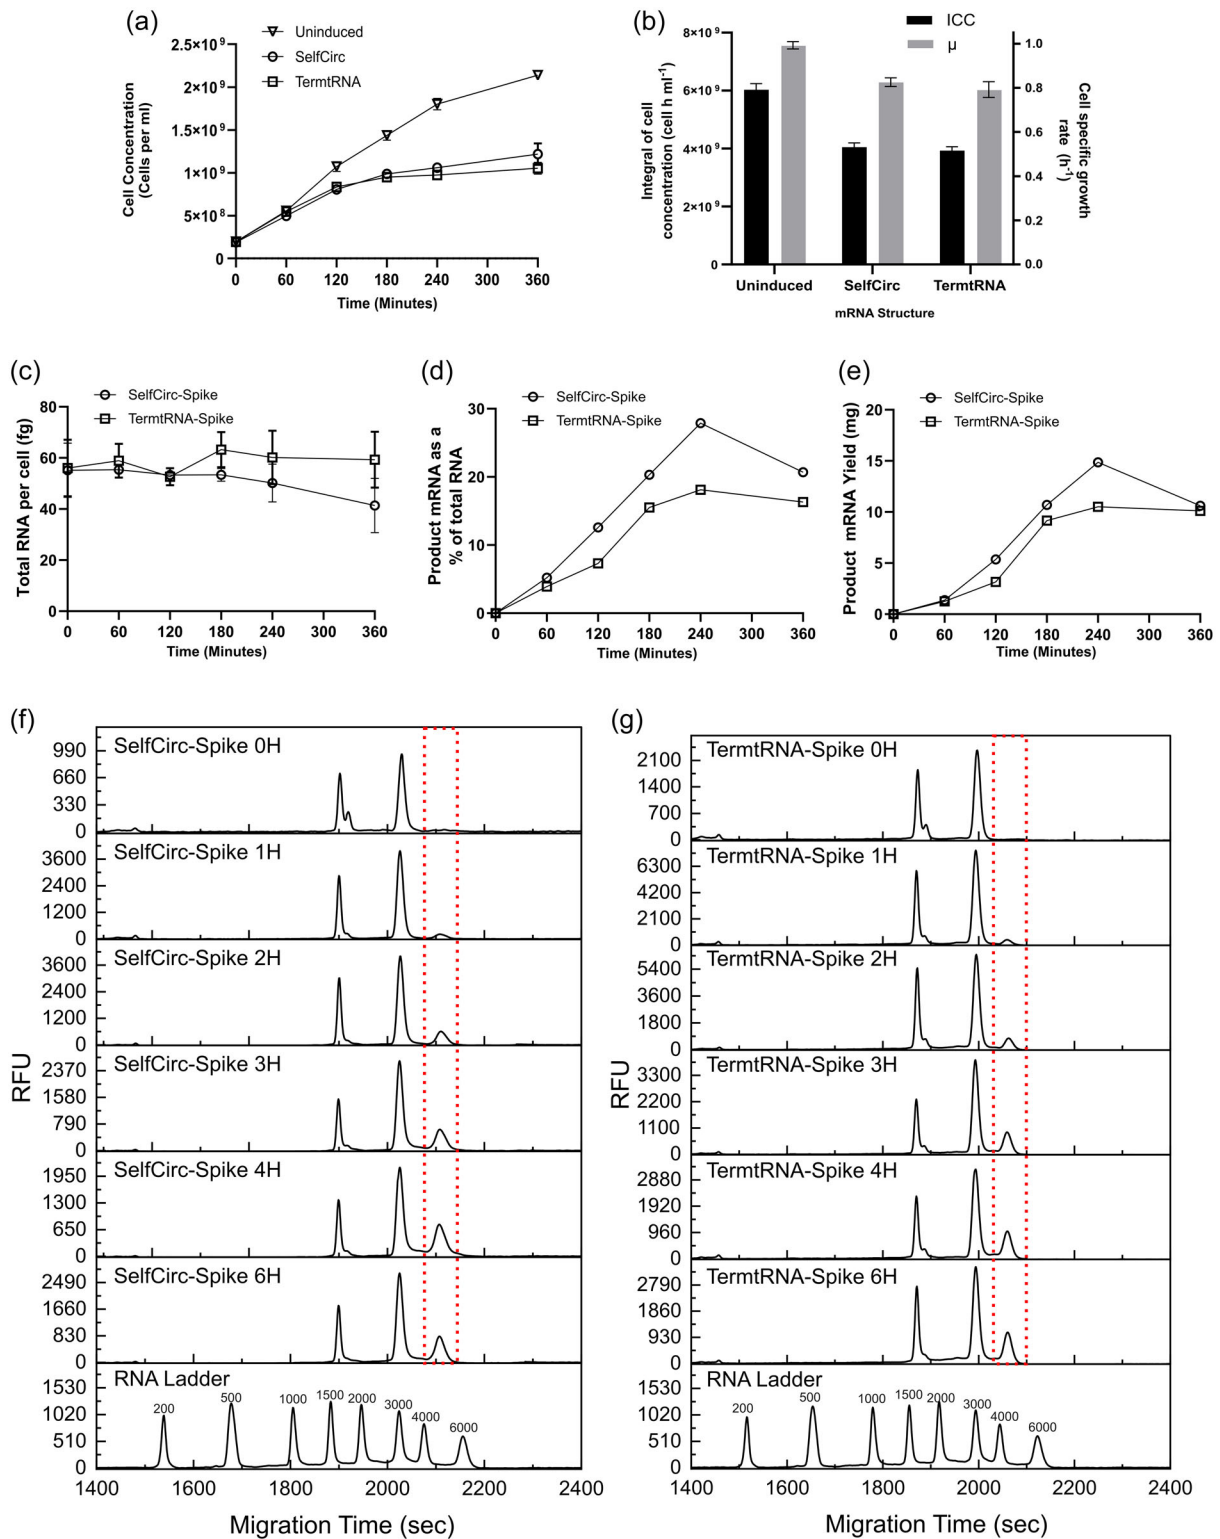 (a)
Uninduced
SelfCirc
TermtRNA
2.5×10⁹
2×10⁹
1.5×10⁹
1×10⁹
5×10⁸
0
Cell Concentration
(Cells per ml)
0 60 120 180 240 300 360
Time (Minutes)
(b)
ICC
μ
8×10⁹
6×10⁹
4×10⁹
2×10⁹
0
Integral of cell
concentration (cell h ml⁻¹)
1.0
0.8
0.6
0.4
0.2
0.0
Cell specific growth
rate (h⁻¹)
Uninduced SelfCirc TermtRNA
mRNA Structure
(c)
SelfCirc-Spike
TermtRNA-Spike
80
60
40
20
0
Total RNA per cell (fg)
0 60 120 180 240 300 360
Time (Minutes)
(d)
SelfCirc-Spike
TermtRNA-Spike
30
20
10
0
Product mRNA as a
% of total RNA
0 60 120 180 240 300 360
Time (Minutes)
(e)
SelfCirc-Spike
TermtRNA-Spike
20
15
10
5
0
Product mRNA Yield (mg)
0 60 120 180 240 300 360
Time (Minutes)
(f)
RFU
SelfCirc-Spike 0H
990
660
330
0
SelfCirc-Spike 1H
3600
2400
1200
0
SelfCirc-Spike 2H
3600
2400
1200
0
SelfCirc-Spike 3H
2370
1580
790
0
SelfCirc-Spike 4H
1950
1300
650
0
SelfCirc-Spike 6H
2490
1660
830
0
RNA Ladder
1530
1020
510
0
200 500 1000 1500 2000 3000 4000 6000
1400 1600 1800 2000 2200 2400
Migration Time (sec)
(g)
RFU
TermtRNA-Spike 0H
2100
1400
700
0
TermtRNA-Spike 1H
6300
4200
2100
0
TermtRNA-Spike 2H
5400
3600
1800
0
TermtRNA-Spike 3H
3300
2200
1100
0
TermtRNA-Spike 4H
2880
1920
960
0
TermtRNA-Spike 6H
2790
1860
930
0
RNA Ladder
1530
1020
510
0
200 500 1000 1500 2000 3000 4000 6000
1400 1600 1800 2000 2200 2400
Migration Time (sec)